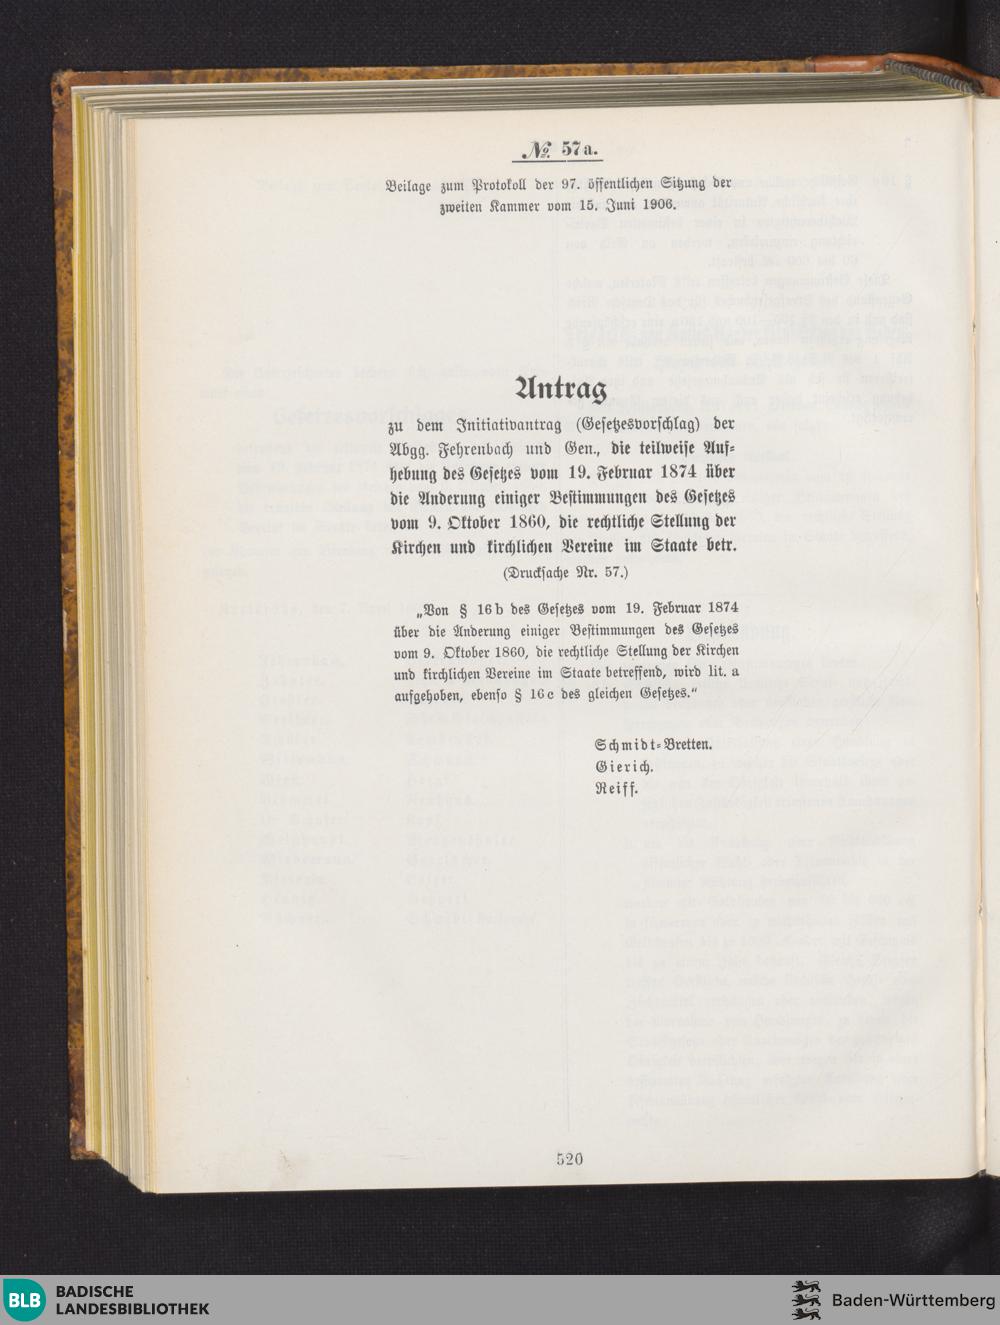 № 57a.
Beilage zum Protokoll der 97. öffentlichen Sitzung der
zweiten Kammer vom 15. Juni 1906.
Antrag
zu dem Initiativantrag (Gesetzesvorschlag) der
Abgg. Fehrenbach und Gen., die teilweise Auf-
hebung des Gesetzes vom 19. Februar 1874 über
die Änderung einiger Bestimmungen des Gesetzes
vom 9. Oktober 1860, die rechtliche Stellung der
Kirchen und kirchlichen Vereine im Staate betr.
(Drucksache Nr. 57.)
„Von § 16b des Gesetzes vom 19. Februar 1874
über die Änderung einiger Bestimmungen des Gesetzes
vom 9. Oktober 1860, die rechtliche Stellung der Kirchen
und kirchlichen Vereine im Staate betreffend, wird lit. a
aufgehoben, ebenso § 16c des gleichen Gesetzes.“
Schmidt-Bretten.
Gierich.
Reiff.
520
BLB BADISCHE
LANDESBIBLIOTHEK
Baden-Württemberg